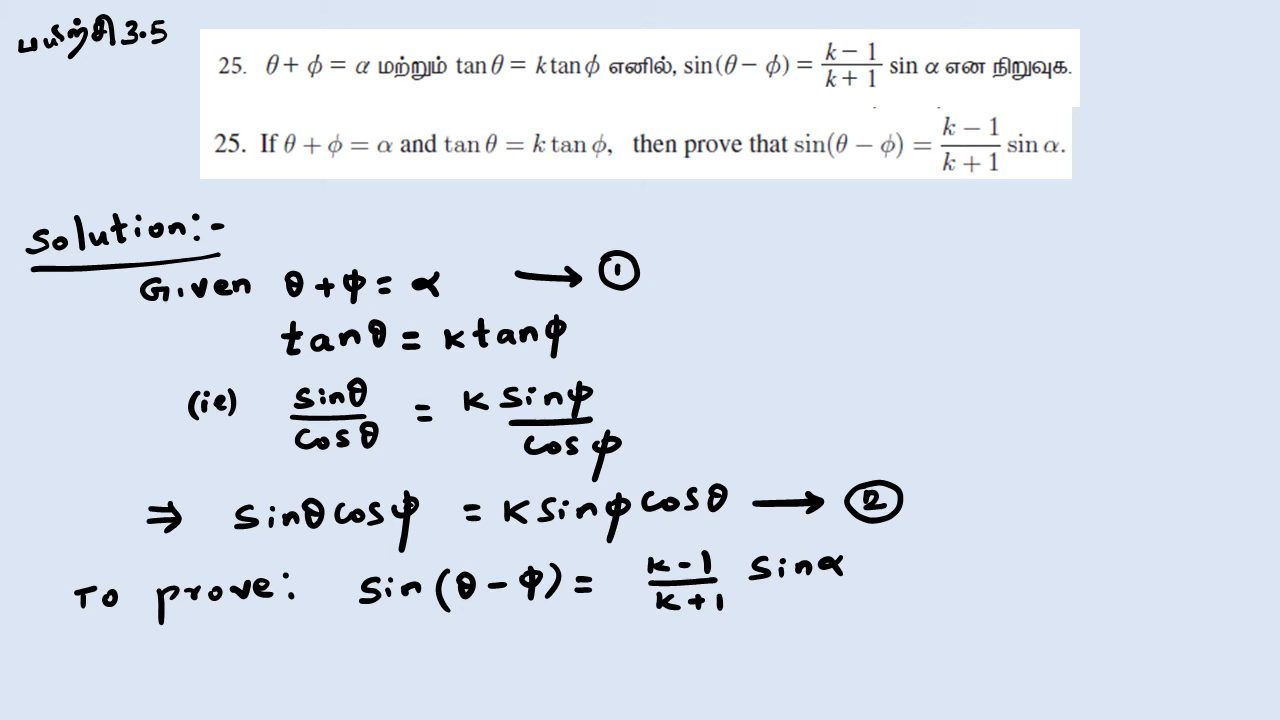 பயிற்சி 3.5
25. θ + ϕ = α மற்றும் tan θ = k tan ϕ எனில், sin(θ − ϕ) = (k − 1)/(k + 1) sin α என நிறுவுக.
25. If θ + ϕ = α and tan θ = k tan ϕ, then prove that sin(θ − ϕ) = (k − 1)/(k + 1) sin α.
Solution:-
Given θ + ϕ = α → ①
tanθ = k tanϕ
(ie) sinθ/cosθ = k sinϕ/cosϕ
⇒ sinθ cosϕ = k sinϕ cosθ → ②
To prove: sin(θ − ϕ) = (k-1)/(k+1) sinα